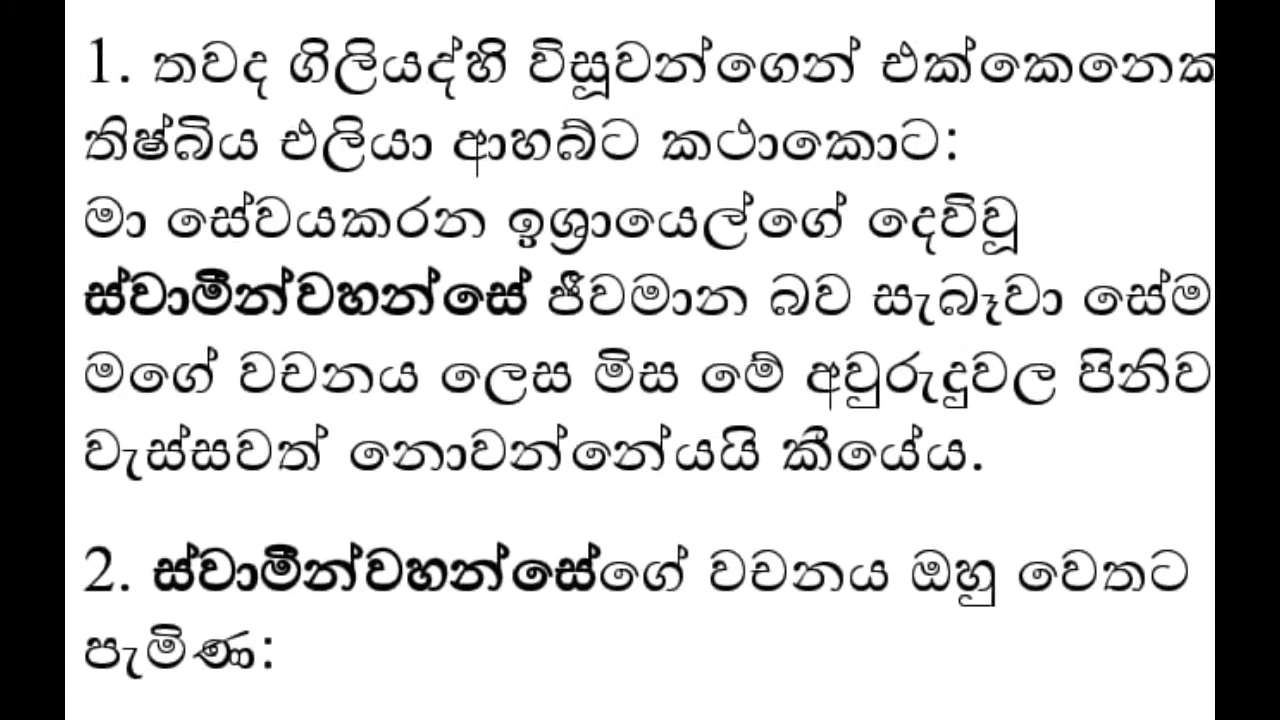 1. තවද ගිලියද්හි විසූවන්ගෙන් එක්කෙනෙක
තිෂ්බිය එලියා ආහබ්ට කථාකොට:
මා සේවයකරන ඉශ්‍රායෙල්ගේ දෙවිවූ
ස්වාමීන්වහන්සේ ජීවමාන බව සැබෑවා සේම
මගේ වචනය ලෙස මිස මේ අවුරුදුවල පිනිව
වැස්සවත් නොවන්නේයයි කීයේය.
2. ස්වාමීන්වහන්සේගේ වචනය ඔහු වෙතට
පැමිණ: